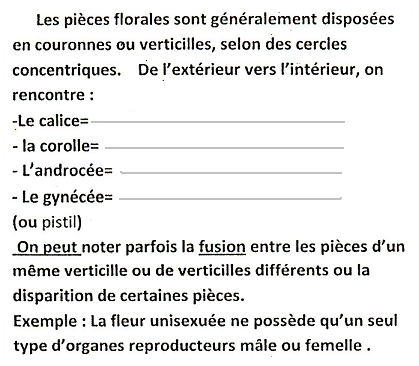 Les pièces florales sont généralement disposées
en couronnes ou verticilles, selon des cercles
concentriques. De l'extérieur vers l'intérieur, on
rencontre :
-Le calice=
- la corolle=
- L'androcée=
- Le gynécée=
(ou pistil)
On peut noter parfois la fusion entre les pièces d'un
même verticille ou de verticilles différents ou la
disparition de certaines pièces.
Exemple : La fleur unisexuée ne possède qu'un seul
type d'organes reproducteurs mâle ou femelle .